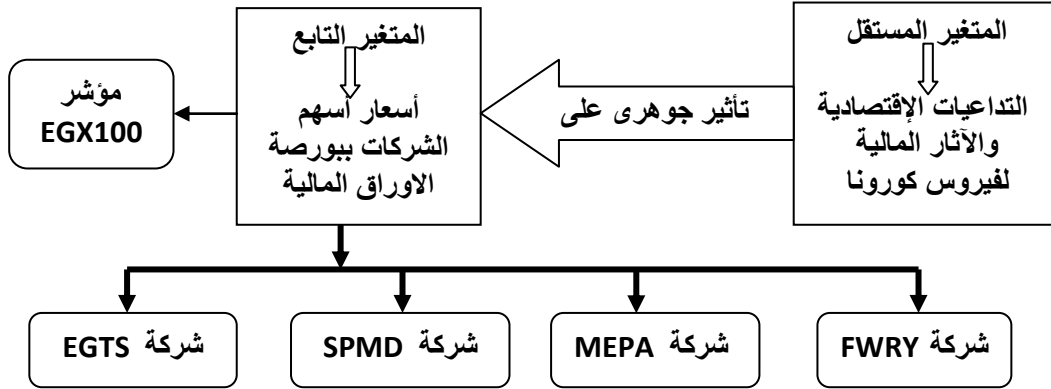 المتغير المستقل
التداعيات الإقتصادية
والآثار المالية
لفيروس كورونا
تأثير جوهرى على
المتغير التابع
أسعار أسهم
الشركات ببورصة
الاوراق المالية
مؤشر
EGX100
شركة FWRY
شركة MEPA
شركة SPMD
شركة EGTS